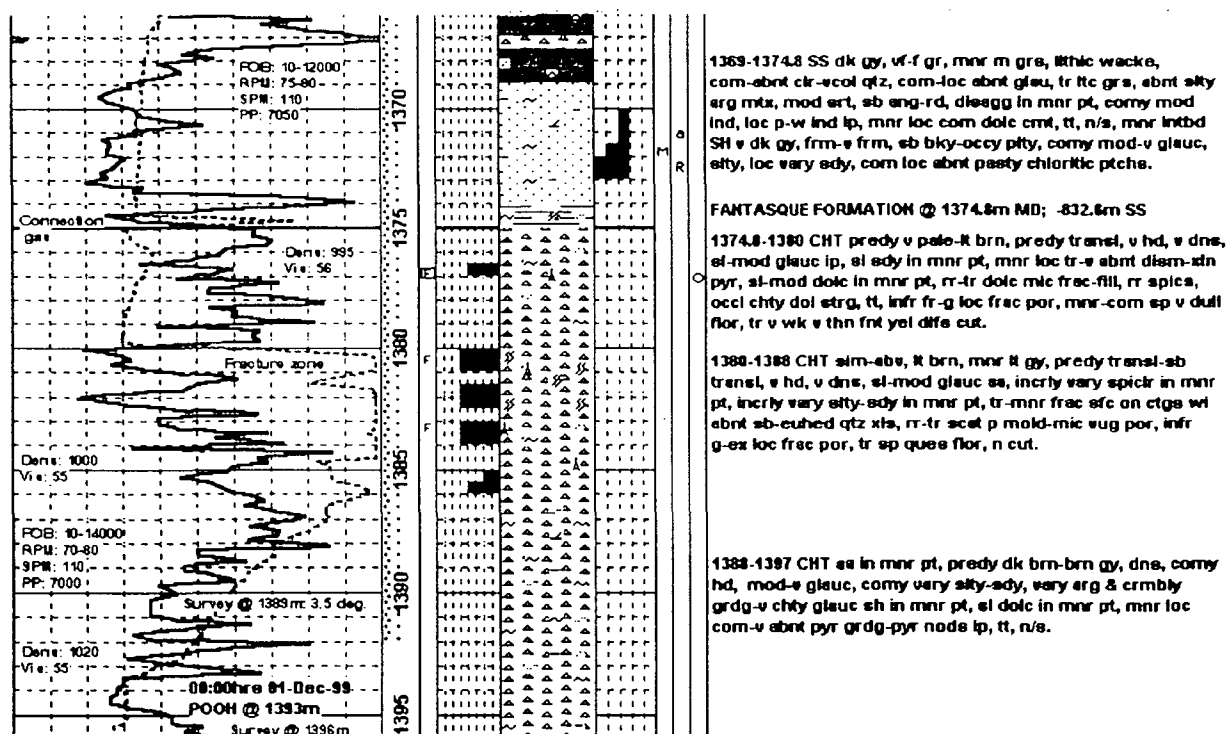 FOB: 10-12000
RPM: 75-80
SPM: 110
PP: 7050
Connection
gas
Dens: 995
Vis: 56
Fracture zone
Dens: 1000
Vis: 55
FOB: 10-14000
RPM: 70-80
SPM: 110
PP: 7000
Survey @ 1389m: 3.5 deg.
Dens: 1020
Vis: 55
00:00hrs 01-Dec-99
POOH @ 1393m
Survey @ 1396m
1370
1375
1380
1385
1390
1395
E
F
F
M
a
R
O
1369-1374.8 SS dk gy, vf-f gr, mnr m grs, lithic wacke,
com-abnt clr-vcol qtz, com-loc abnt glau, tr ltc grs, abnt slty
arg mtx, mod srt, sb ang-rd, disagg in mnr pt, comy mod
ind, loc p-w ind ip, mnr loc com dolc cmt, tt, n/s, mnr intbd
SH v dk gy, frm-v frm, sb bky-occy plty, comy mod-v glauc,
slty, loc vary sdy, com loc abnt pasty chloritic ptchs.
FANTASQUE FORMATION @ 1374.8m MD; -832.6m SS
1374.8-1380 CHT predy v pale-lt brn, predy transl, v hd, v dns,
sl-mod glauc ip, sl sdy in mnr pt, mnr loc tr-v abnt dism-xln
pyr, sl-mod dolc in mnr pt, rr-tr dolc mic frac-fill, rr spics,
occl chty dol strg, tt, infr fr-g loc frac por, mnr-com sp v dull
flor, tr v wk v thn fnt yel difs cut.
1380-1388 CHT sim-abv, lt brn, mnr lt gy, predy transl-sb
transl, v hd, v dns, sl-mod glauc aa, incrly vary spiclr in mnr
pt, incrly vary slty-sdy in mnr pt, tr-mnr frac sfc on ctgs wi
abnt sb-euhed qtz xls, rr-tr scat p mold-mic vug por, infr
g-ex loc frac por, tr sp ques flor, n cut.
1388-1397 CHT aa in mnr pt, predy dk brn-brn gy, dns, comy
hd, mod-v glauc, comy vary slty-sdy, vary arg & crmbly
grdg-v chty glauc sh in mnr pt, sl dolc in mnr pt, mnr loc
com-v abnt pyr grdg-pyr nods ip, tt, n/s.